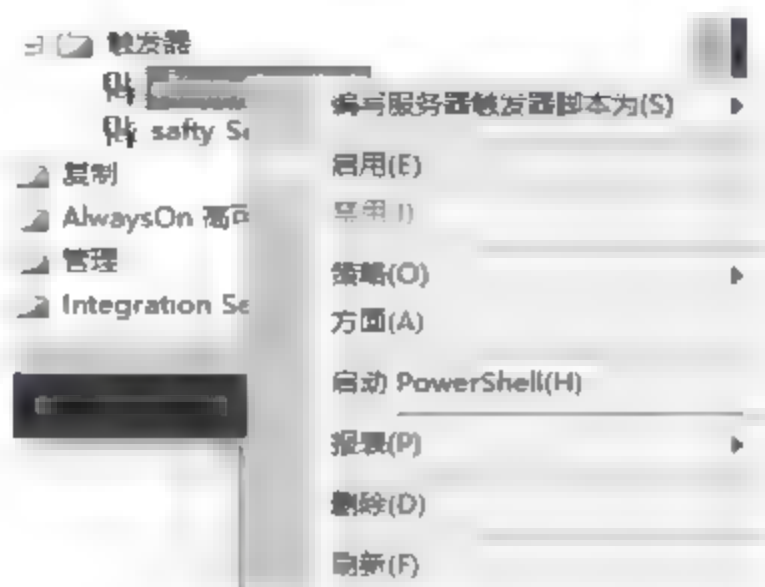 触发器
safty Se
复制
AlwaysOn 高可
管理
Integration Se
编写服务器触发器脚本为(S)
启用(E)
禁用(I)
策略(O)
方面(A)
启动 PowerShell(H)
报表(P)
删除(D)
刷新(F)